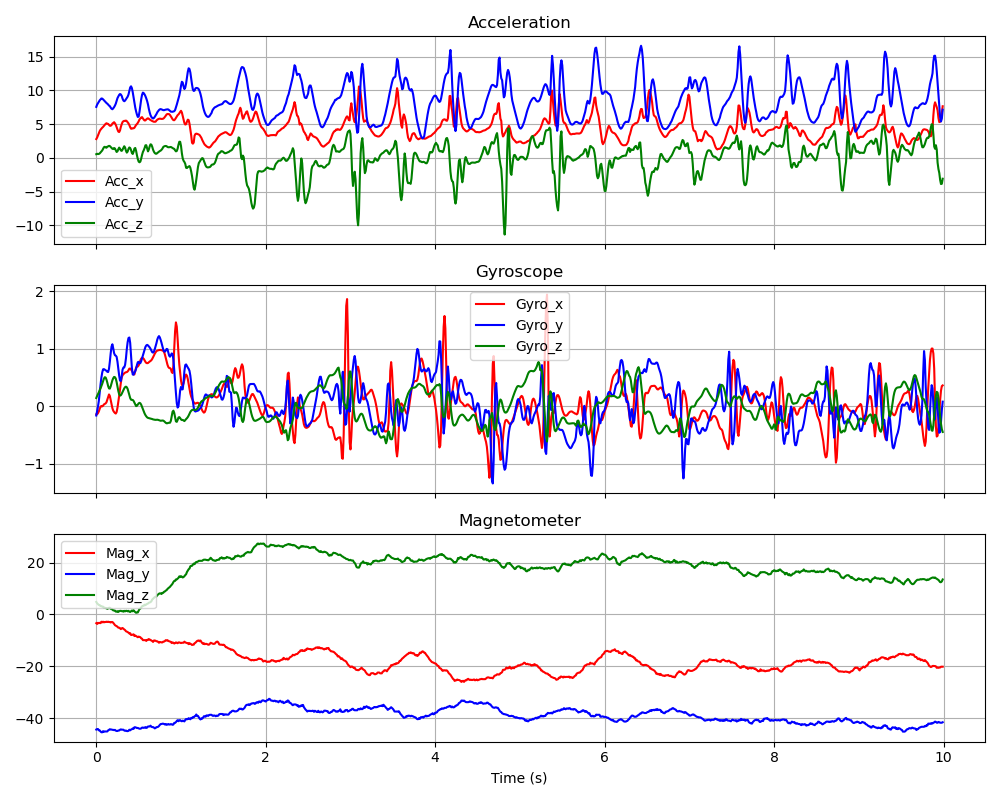 Acceleration
15
10
5
0
−5
−10
Acc_x
Acc_y
Acc_z
Gyroscope
2
1
0
−1
Gyro_x
Gyro_y
Gyro_z
Magnetometer
20
0
−20
−40
Mag_x
Mag_y
Mag_z
0 2 4 6 8 10
Time (s)